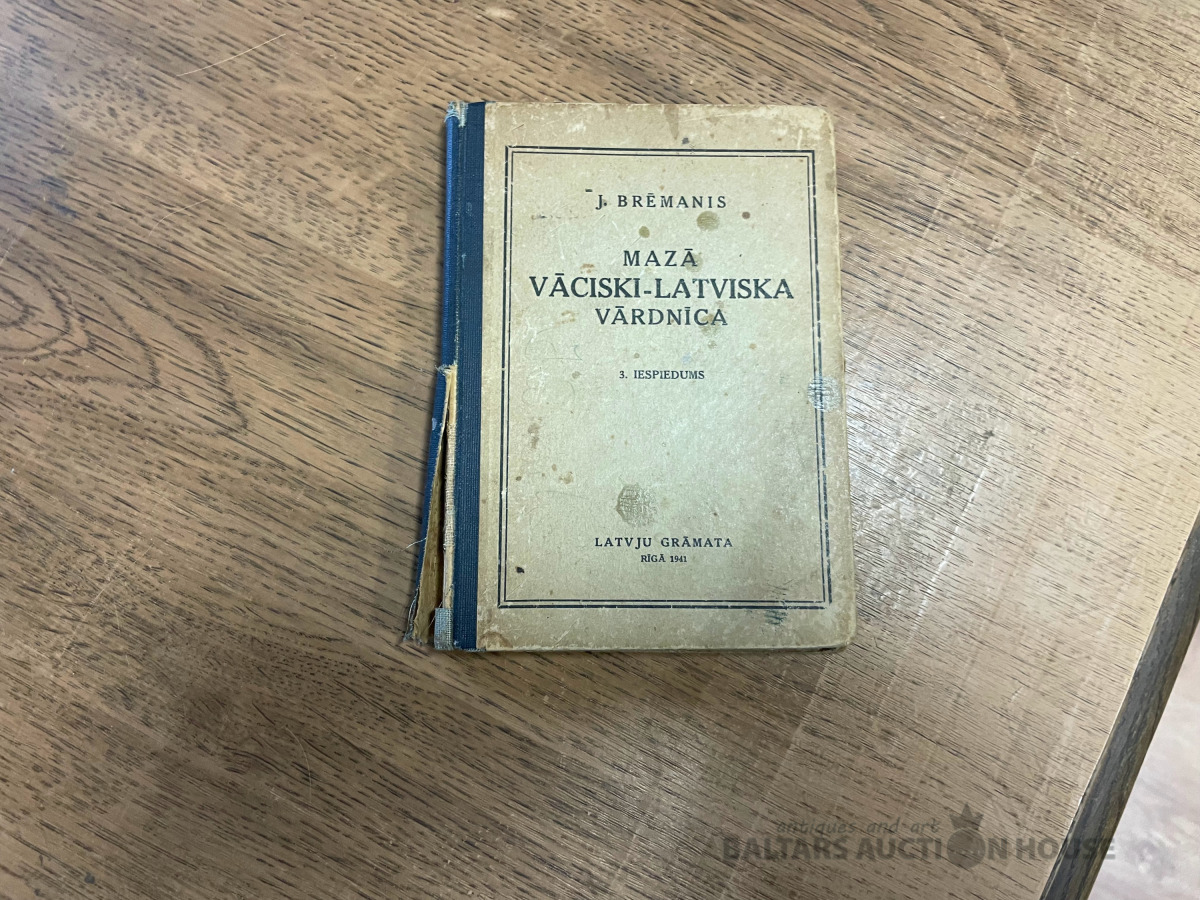 J. BRĒMANIS
MAZĀ
VĀCISKI-LATVISKA
VĀRDNĪCA
3. IESPIEDUMS
LATVJU GRĀMATA
RĪGĀ 1941
antiques and art
BALTARS AUCTION HOUSE